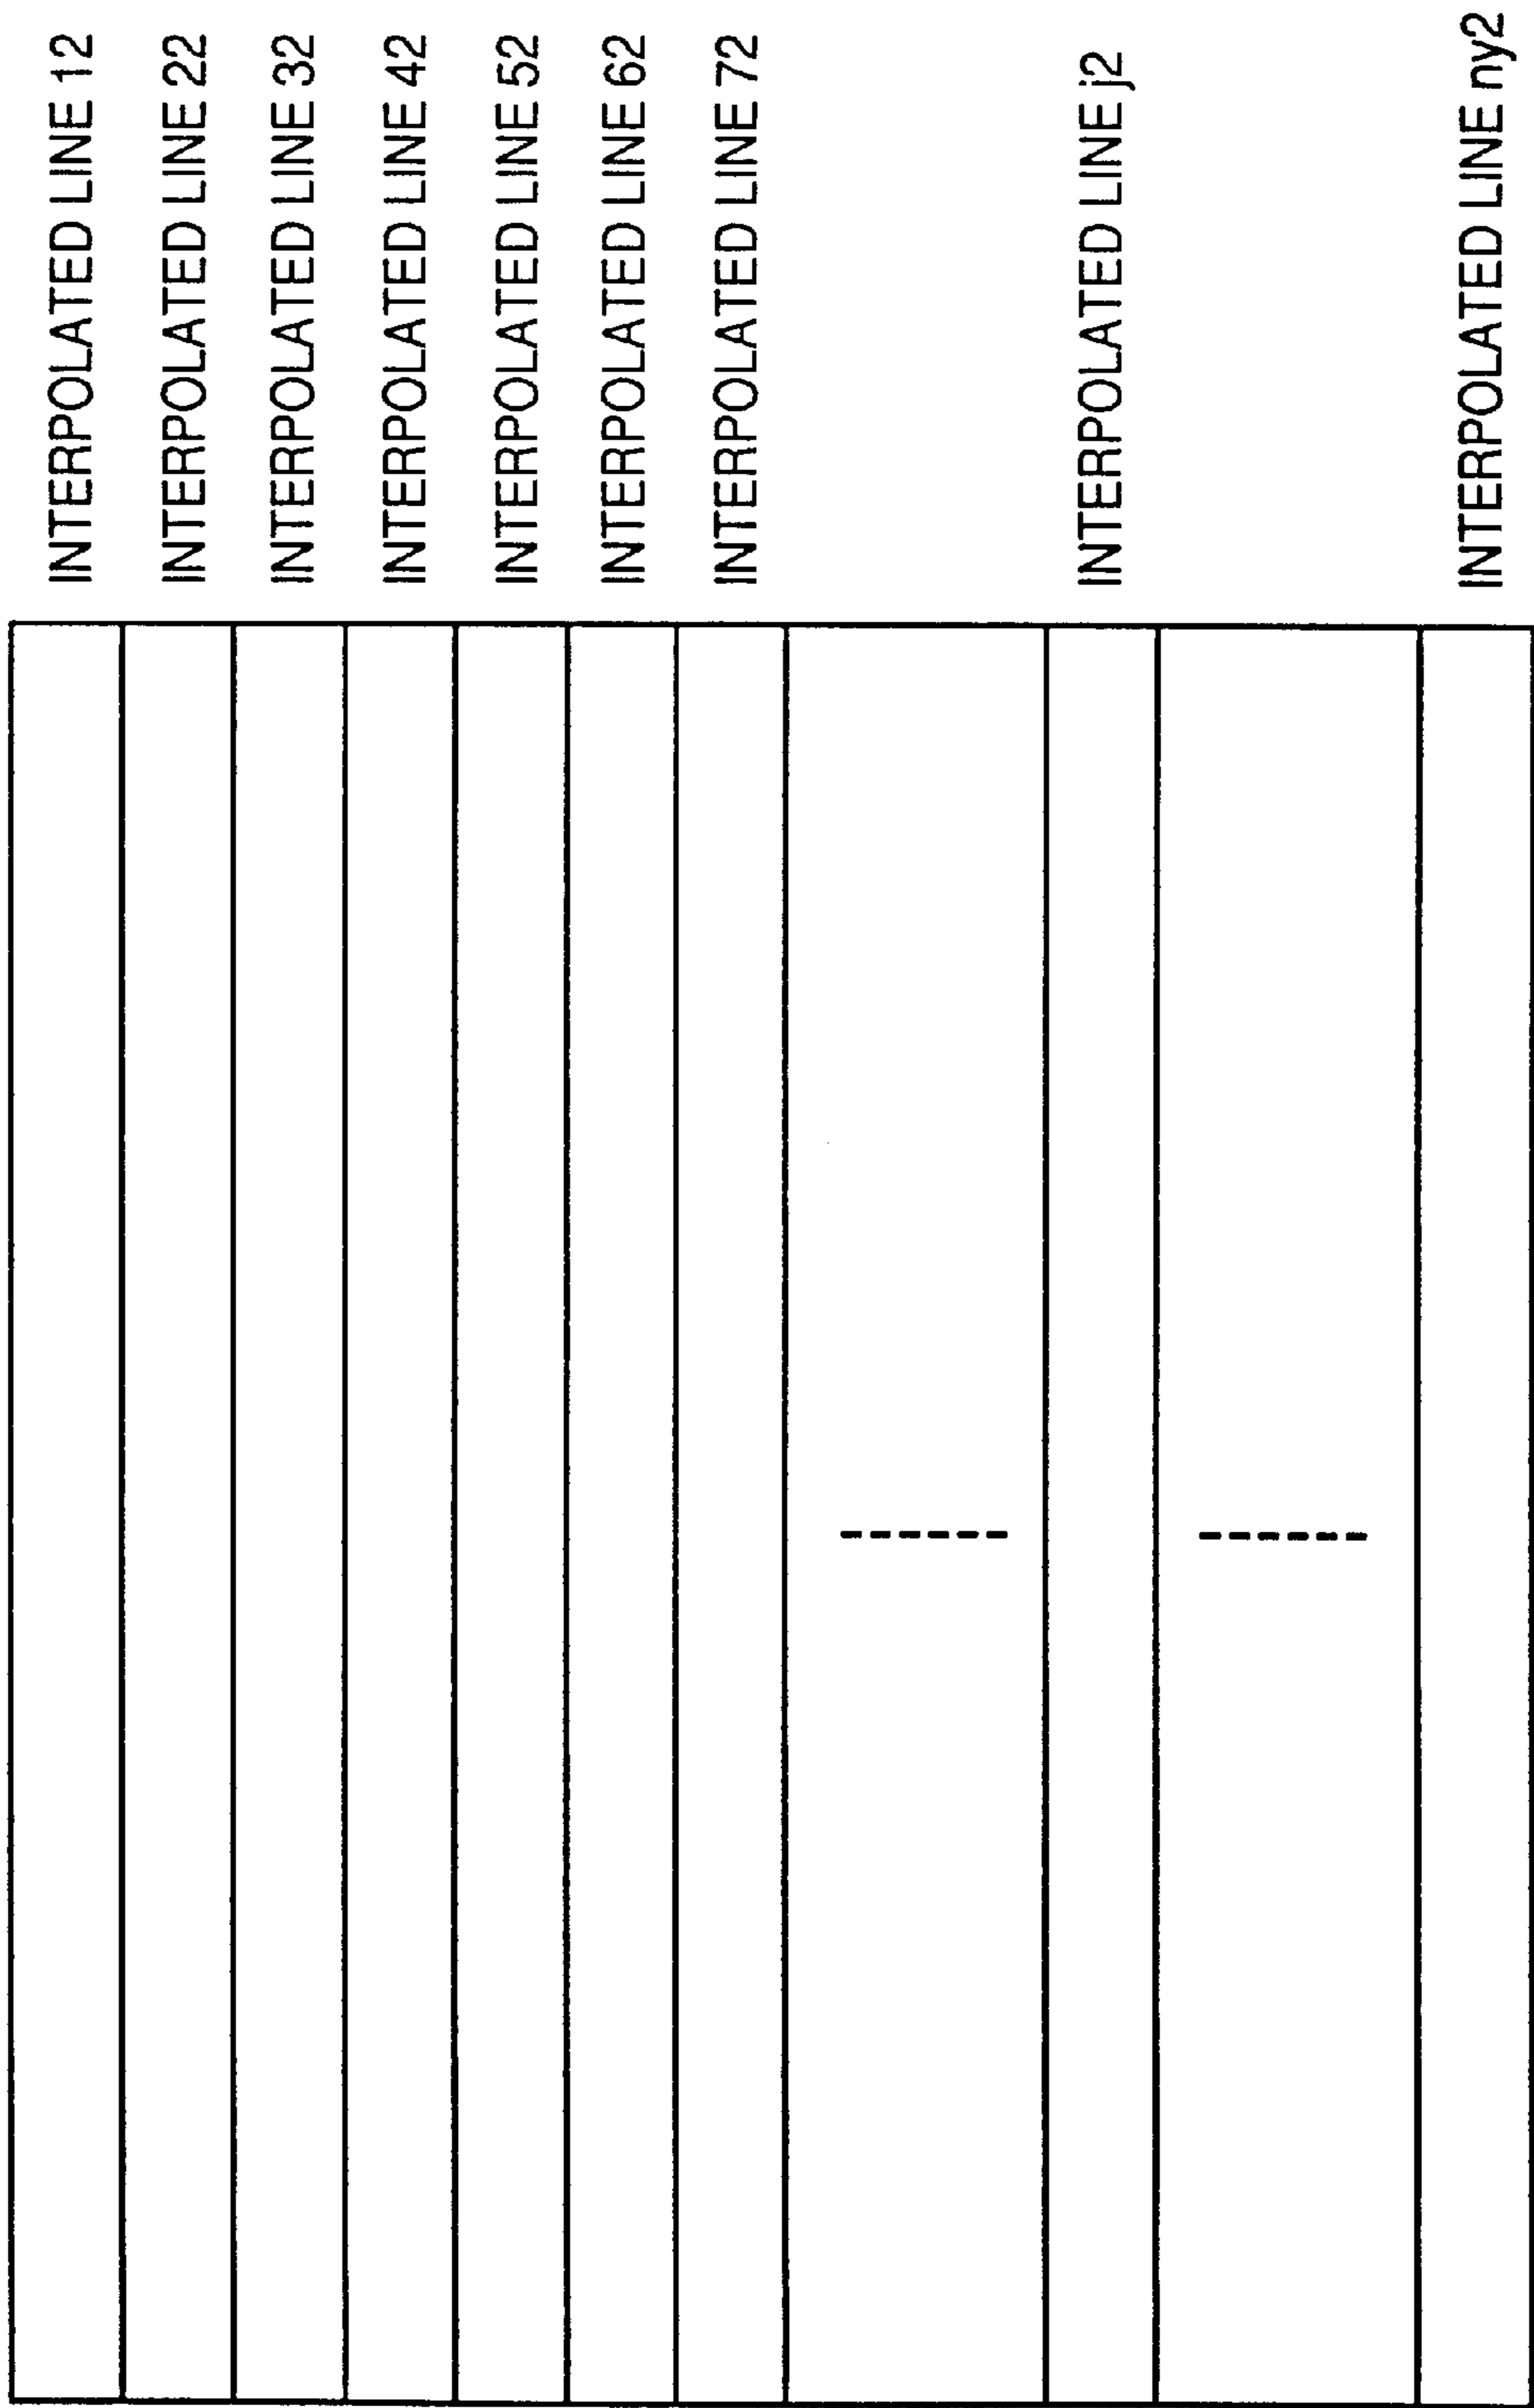 INTERPOLATED LINE 12
INTERPOLATED LINE 22
INTERPOLATED LINE 32
INTERPOLATED LINE 42
INTERPOLATED LINE 52
INTERPOLATED LINE 62
INTERPOLATED LINE 72
INTERPOLATED LINE j2
INTERPOLATED LINE ny2